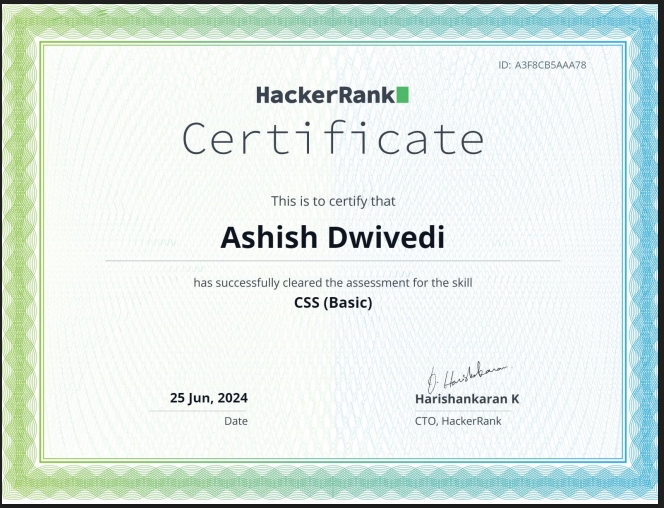 ID: A3F8CB5AAA78
HackerRank
Certificate
This is to certify that
Ashish Dwivedi
has successfully cleared the assessment for the skill
CSS (Basic)
25 Jun, 2024
Date
Harishankaran K
CTO, HackerRank